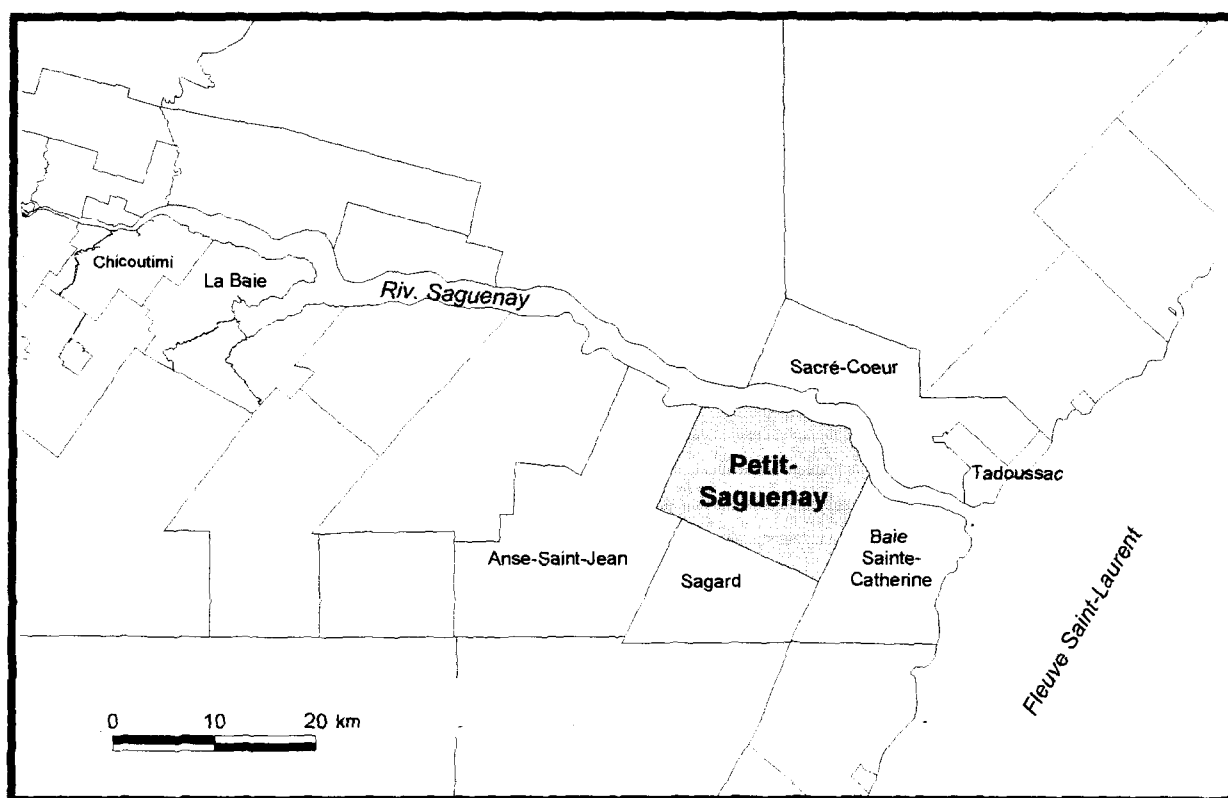 Chicoutimi
La Baie
Riv. Saguenay
Sacré-Coeur
Petit-
Saguenay
Tadoussac
Anse-Saint-Jean
Sagard
Baie
Sainte-
Catherine
Fleuve Saint-Laurent
0 10 20 km